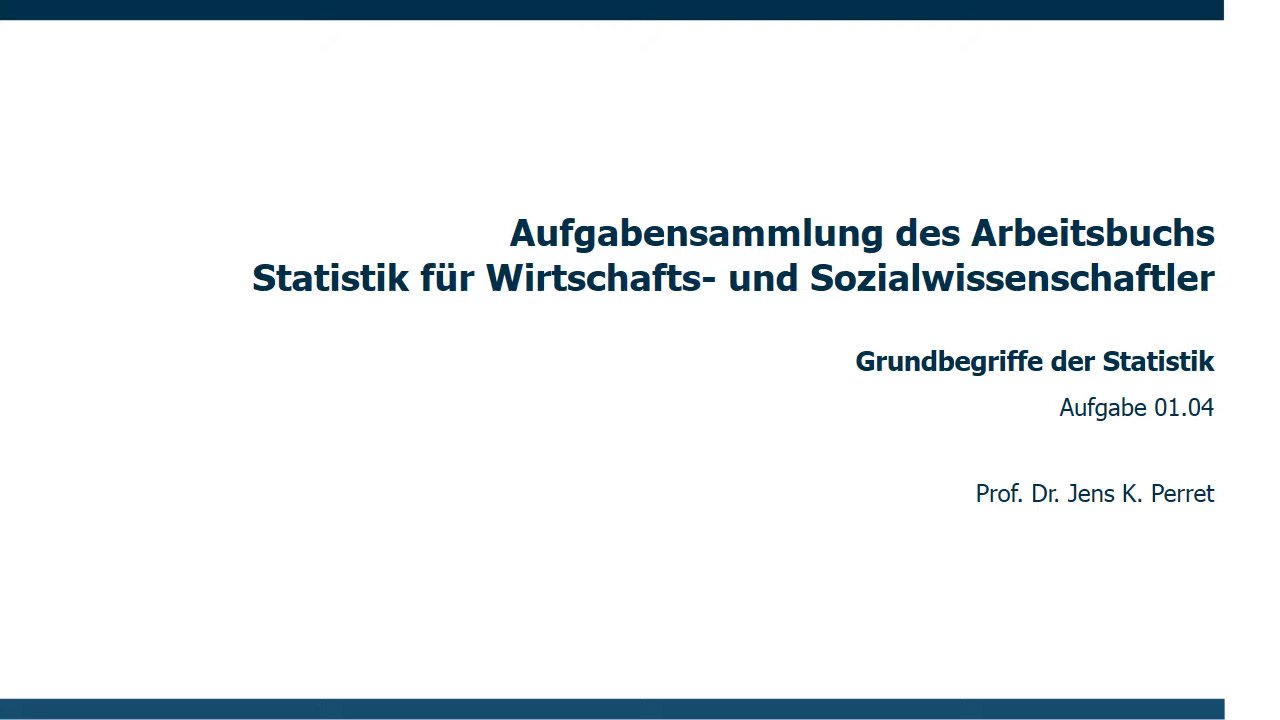 Aufgabensammlung des Arbeitsbuchs
Statistik für Wirtschafts- und Sozialwissenschaftler
Grundbegriffe der Statistik
Aufgabe 01.04
Prof. Dr. Jens K. Perret